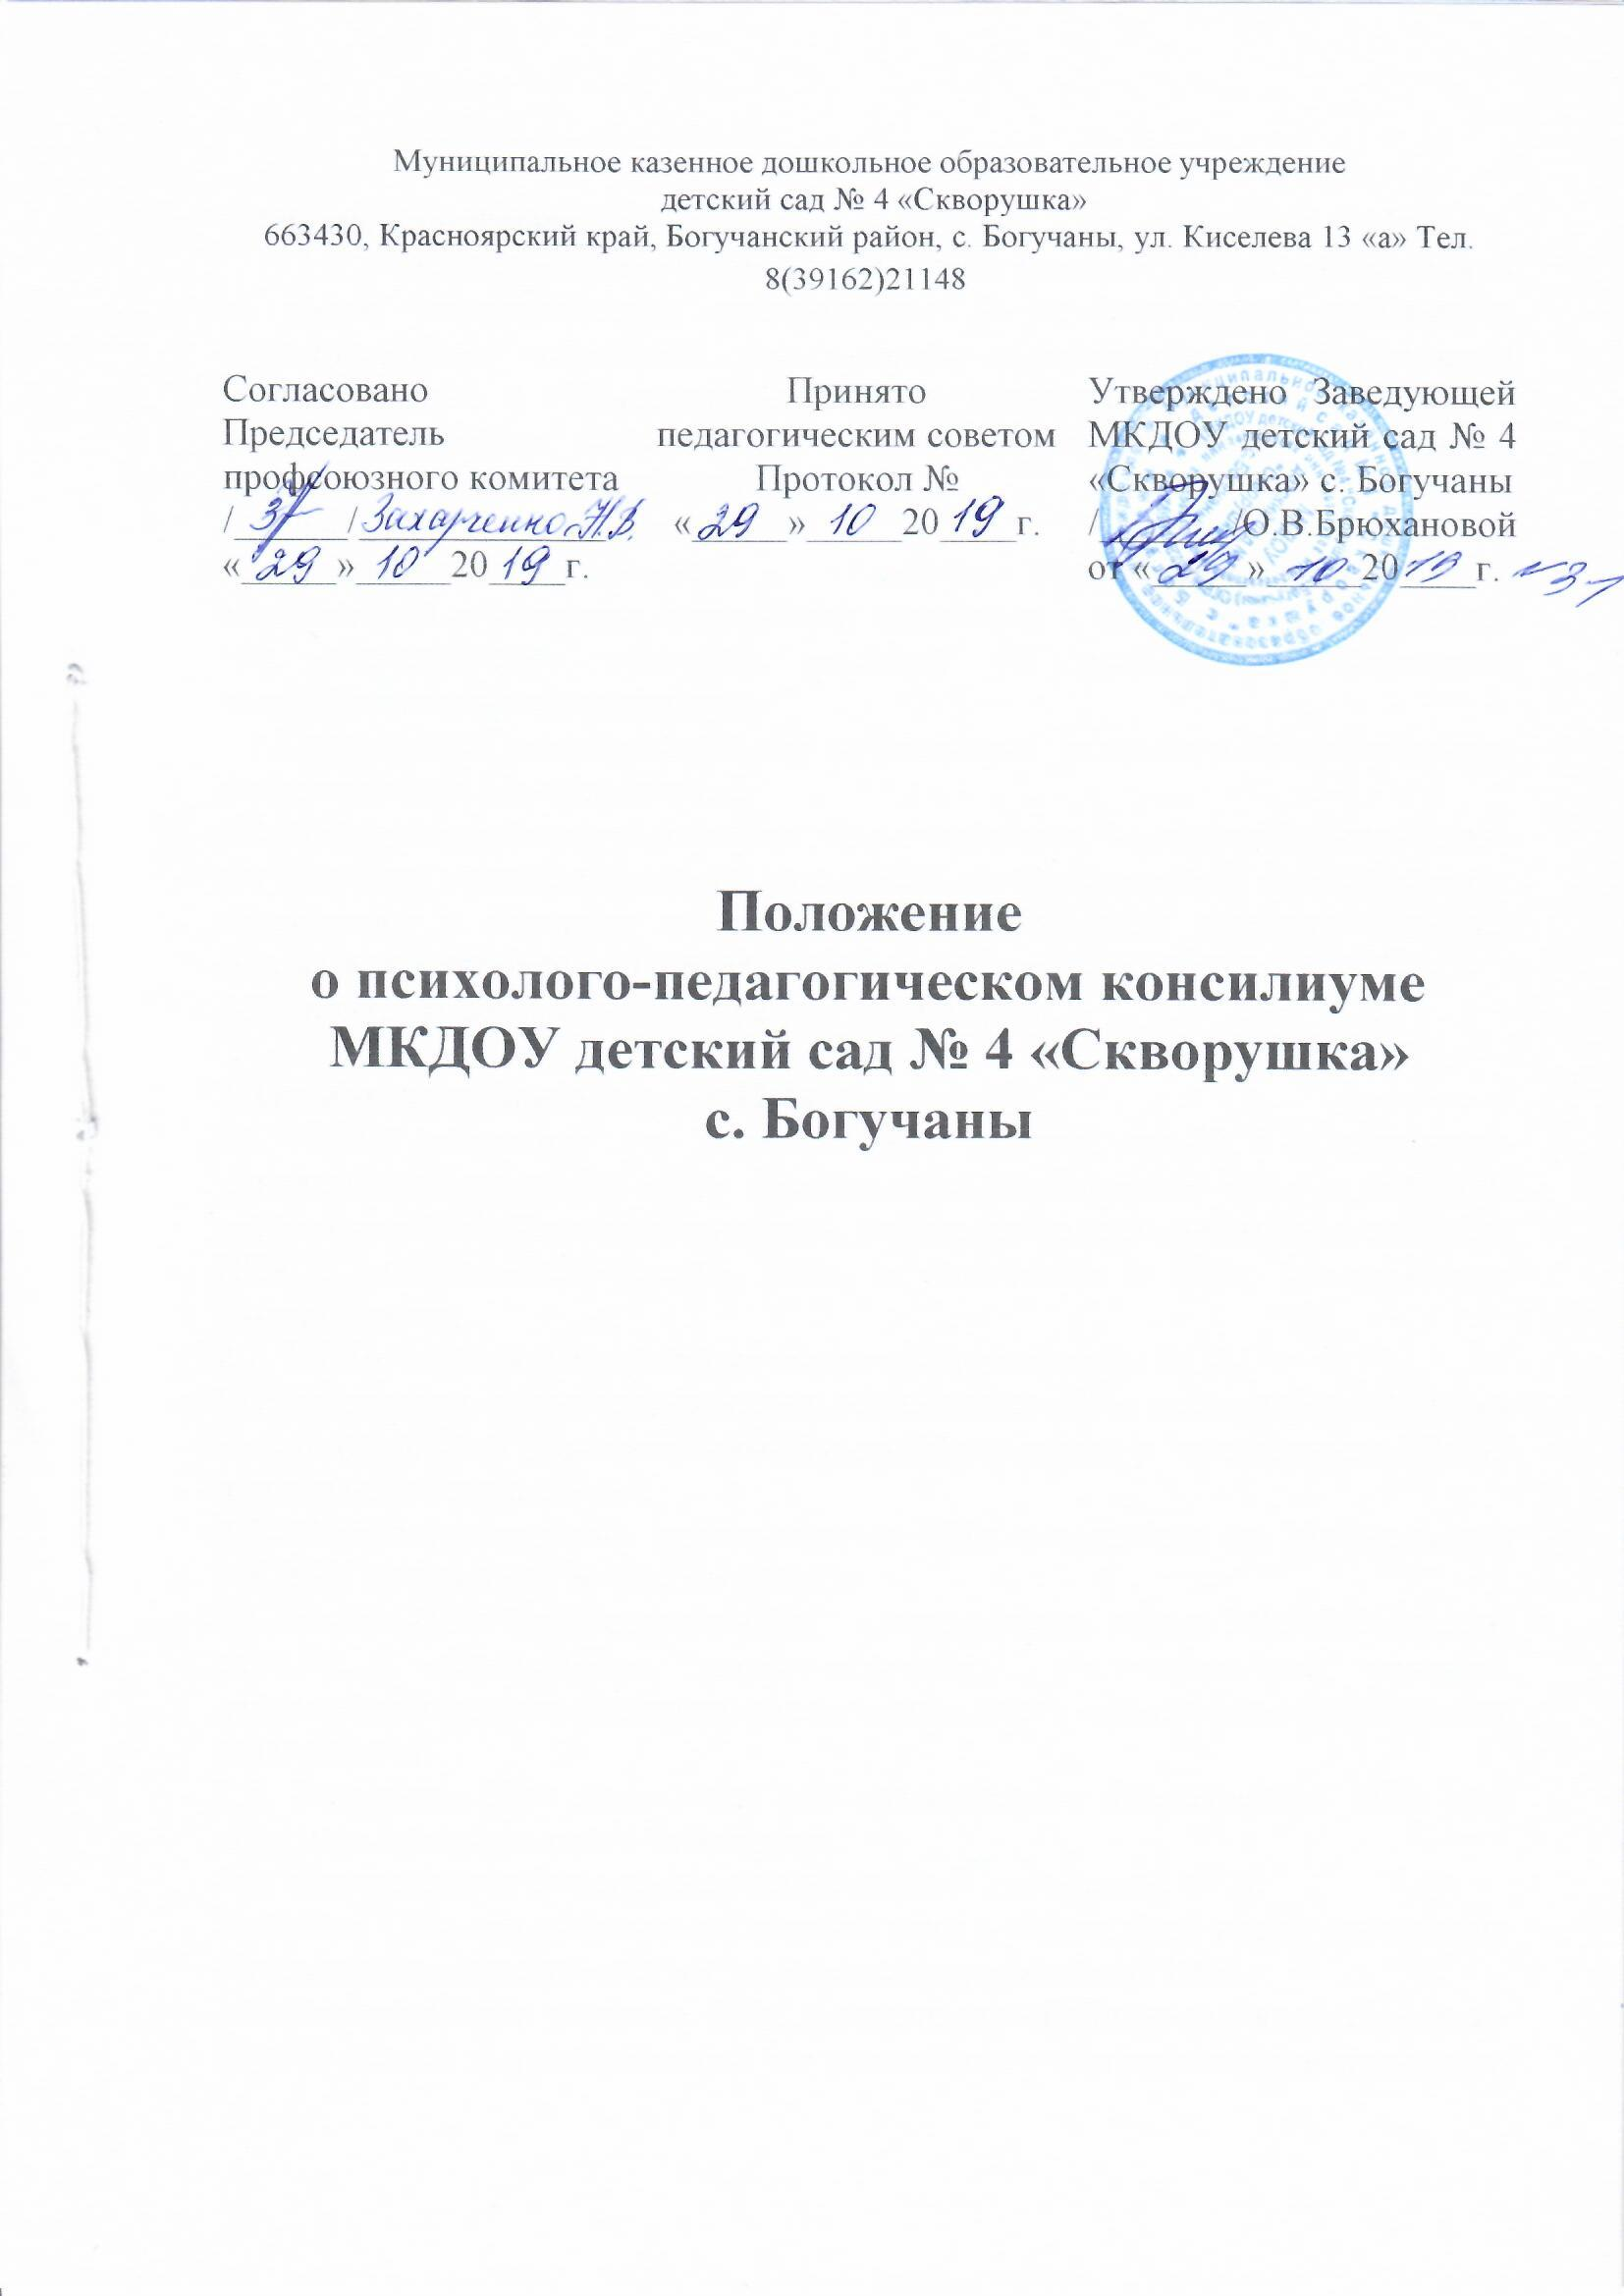 Муниципальное казенное дошкольное образовательное учреждение
детский сад № 4 «Скворушка»
663430, Красноярский край, Богучанский район, с. Богучаны, ул. Киселева 13 «а» Тел.
8(39162)21148
Согласовано
Председатель
профсоюзного комитета
/______/Захарченко Н.В.
«29» 10 2019 г.
Принято
педагогическим советом
Протокол №
«29» 10 2019 г.
Утверждено Заведующей
МКДОУ детский сад № 4
«Скворушка» с. Богучаны
/______/О.В.Брюхановой
от «29» 10 2019 г.
Положение
о психолого-педагогическом консилиуме
МКДОУ детский сад № 4 «Скворушка»
с. Богучаны